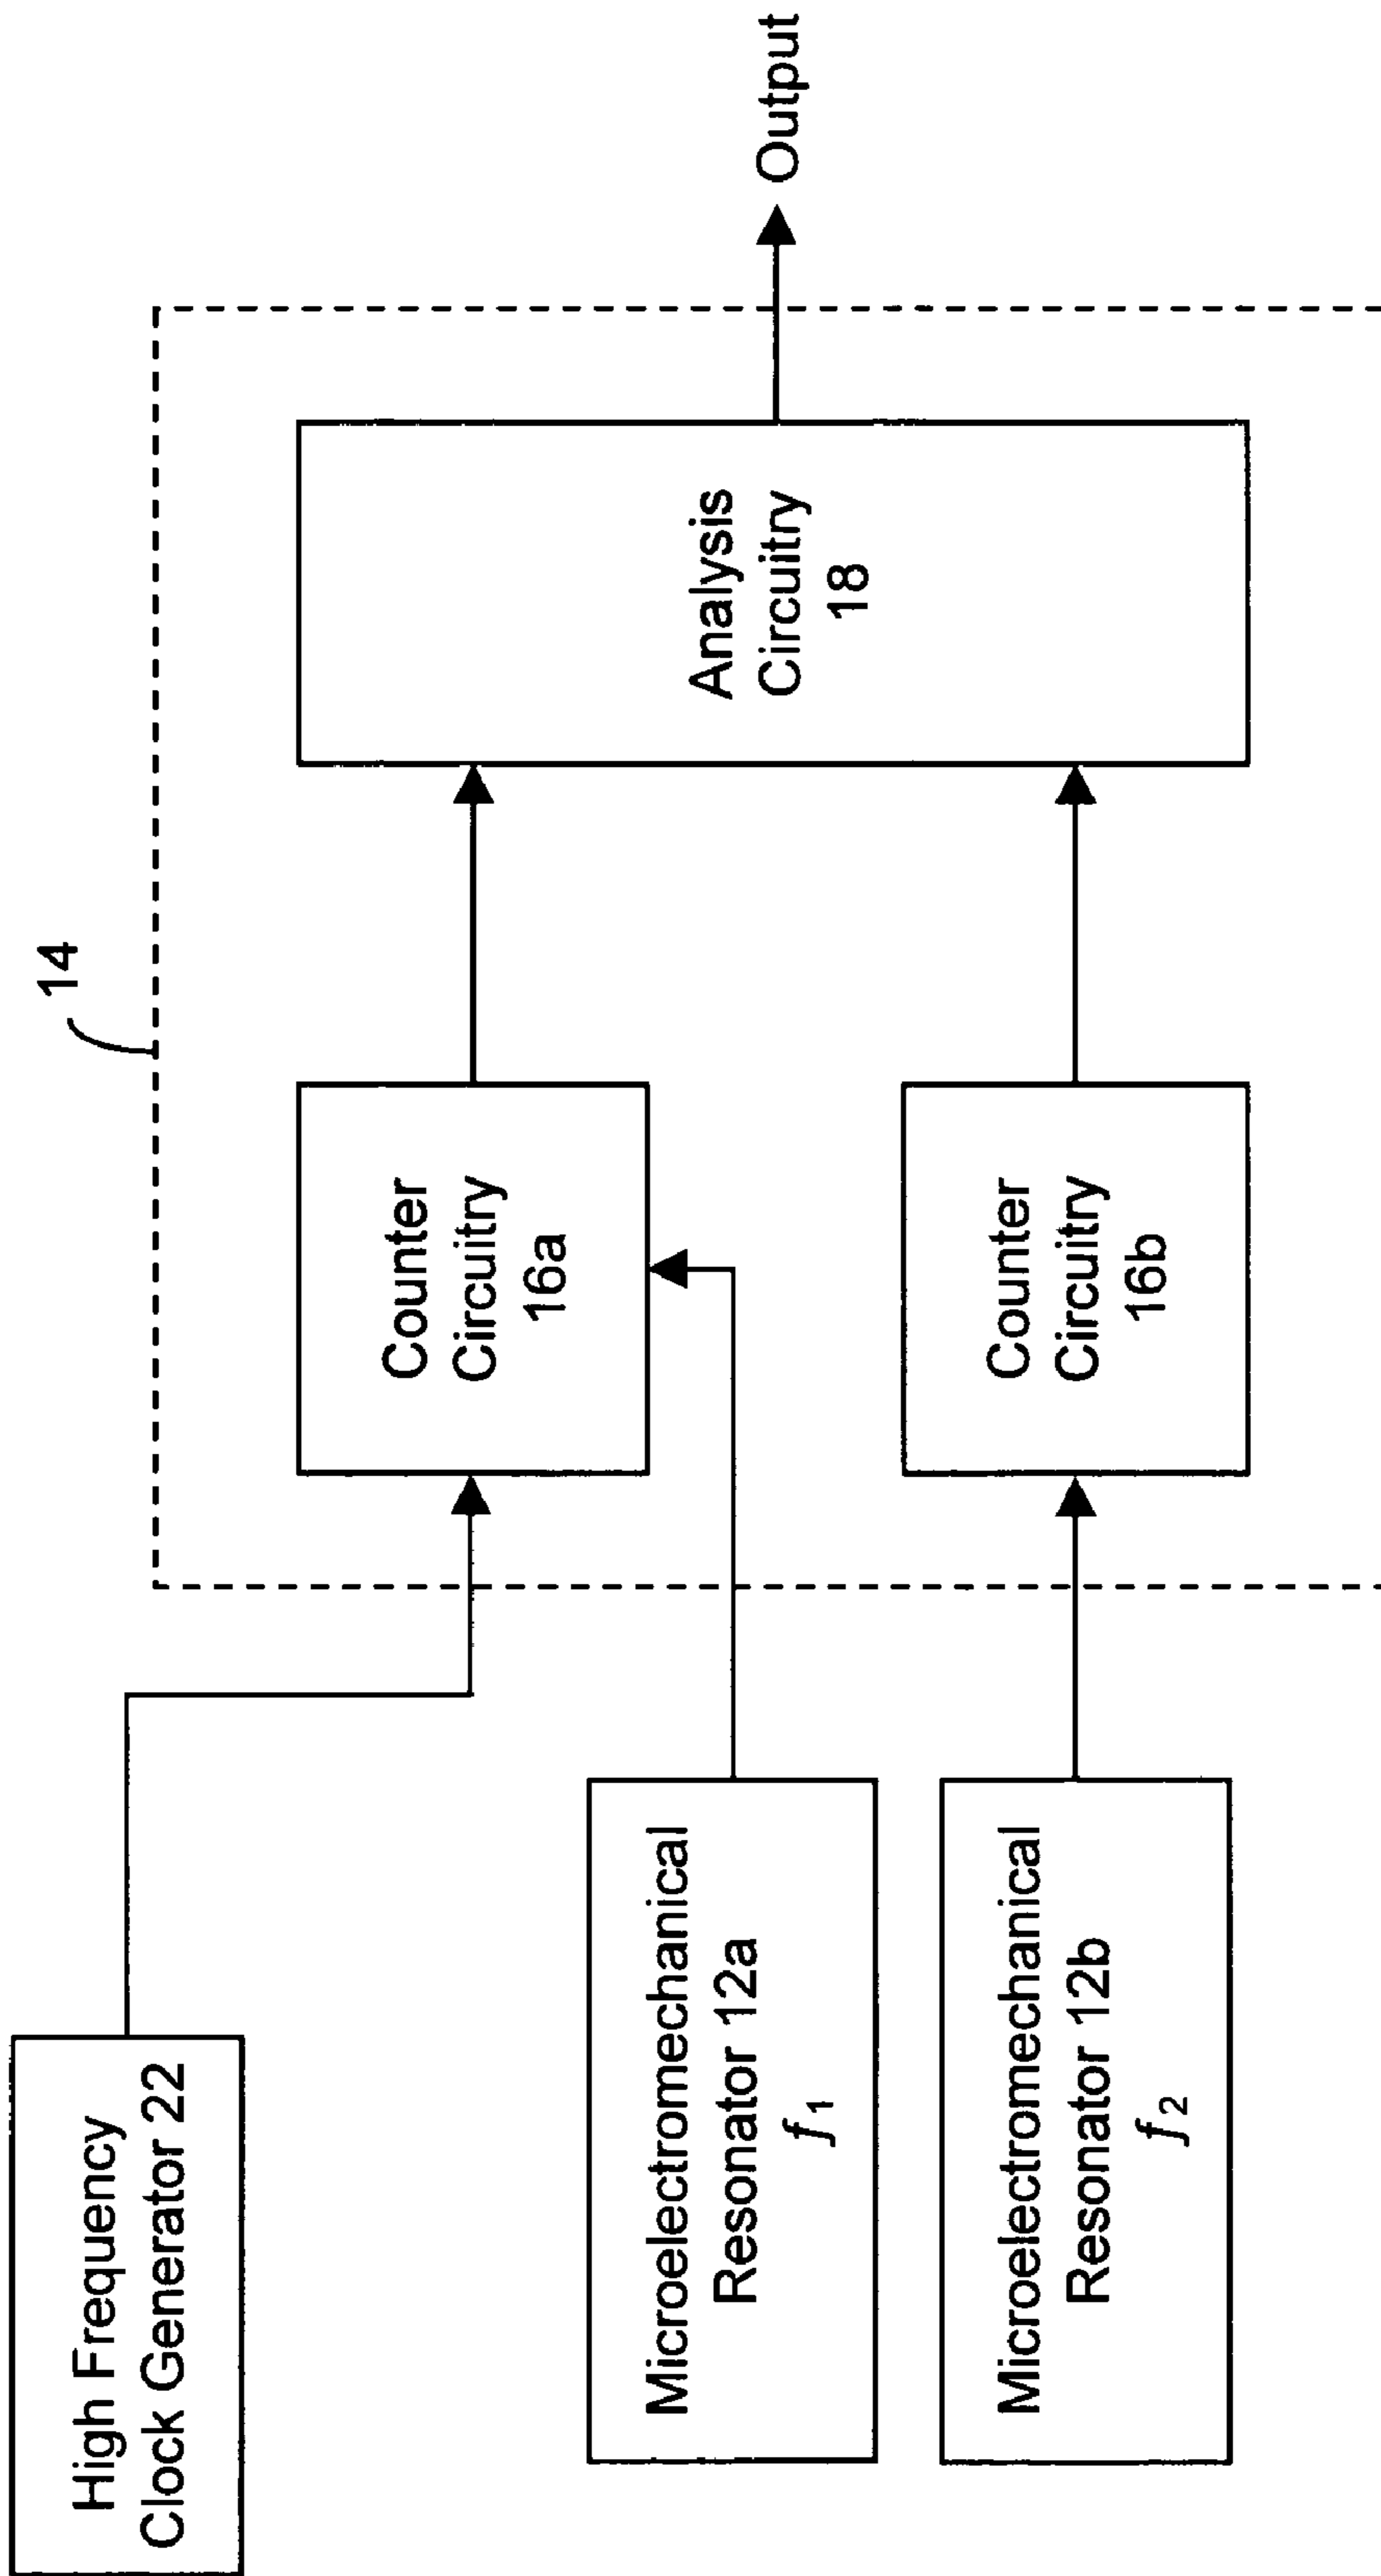 14
High Frequency
Clock Generator 22
Counter
Circuitry
16a
Analysis
Circuitry
18
Output
Microelectromechanical
Resonator 12a
f1
Microelectromechanical
Resonator 12b
f2
Counter
Circuitry
16b